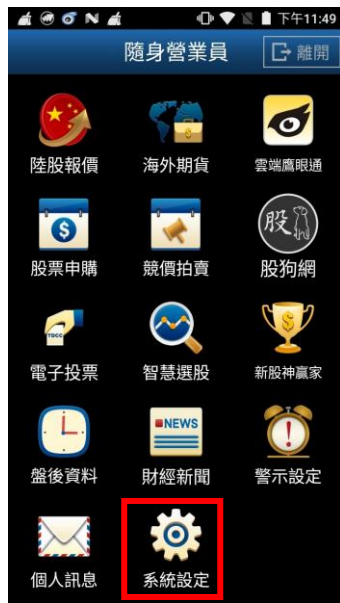 下午11:49
隨身營業員
離開
陸股報價
海外期貨
雲端鷹眼通
$
股票申購
競價拍賣
股
股狗網
TDCC
電子投票
智慧選股
$
新股神赢家
盤後資料
NEWS
財經新聞
警示設定
個人訊息
系統設定